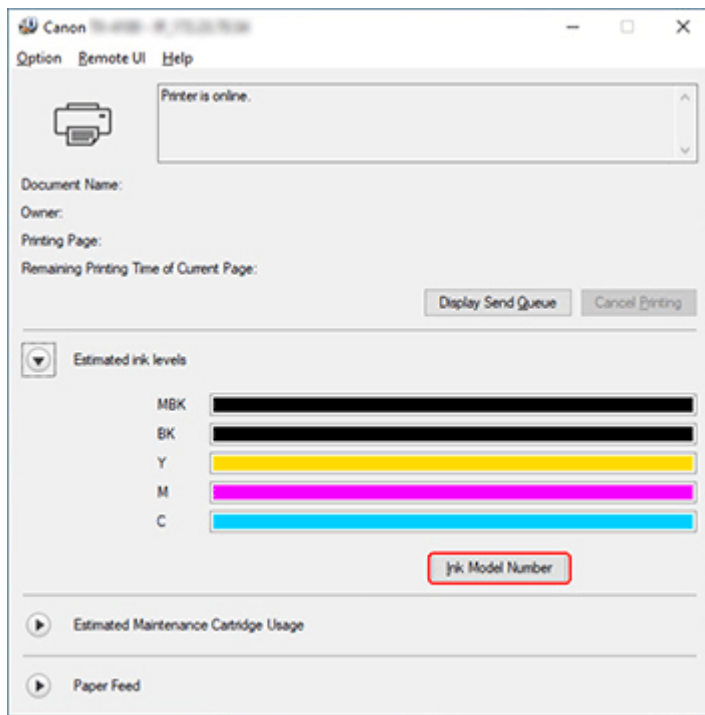 Canon
Option Remote UI Help
Printer is online.
Document Name:
Owner:
Printing Page:
Remaining Printing Time of Current Page:
Display Send Queue Cancel Printing
Estimated ink levels
MBK
BK
Y
M
C
Ink Model Number
Estimated Maintenance Cartridge Usage
Paper Feed